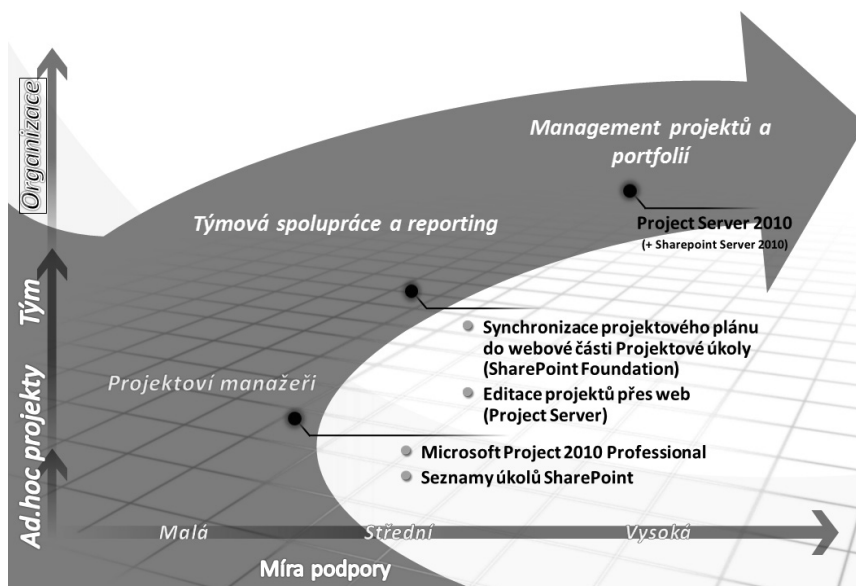 Organizace
Tým
Ad.hoc projekty
Management projektů a
portfolií
Project Server 2010
(+ Sharepoint Server 2010)
Týmová spolupráce a reporting
Synchronizace projektového plánu
do webové části Projektové úkoly
(SharePoint Foundation)
Editace projektů přes web
(Project Server)
Projektoví manažeři
Microsoft Project 2010 Professional
Seznamy úkolů SharePoint
Malá
Střední
Vysoká
Míra podpory